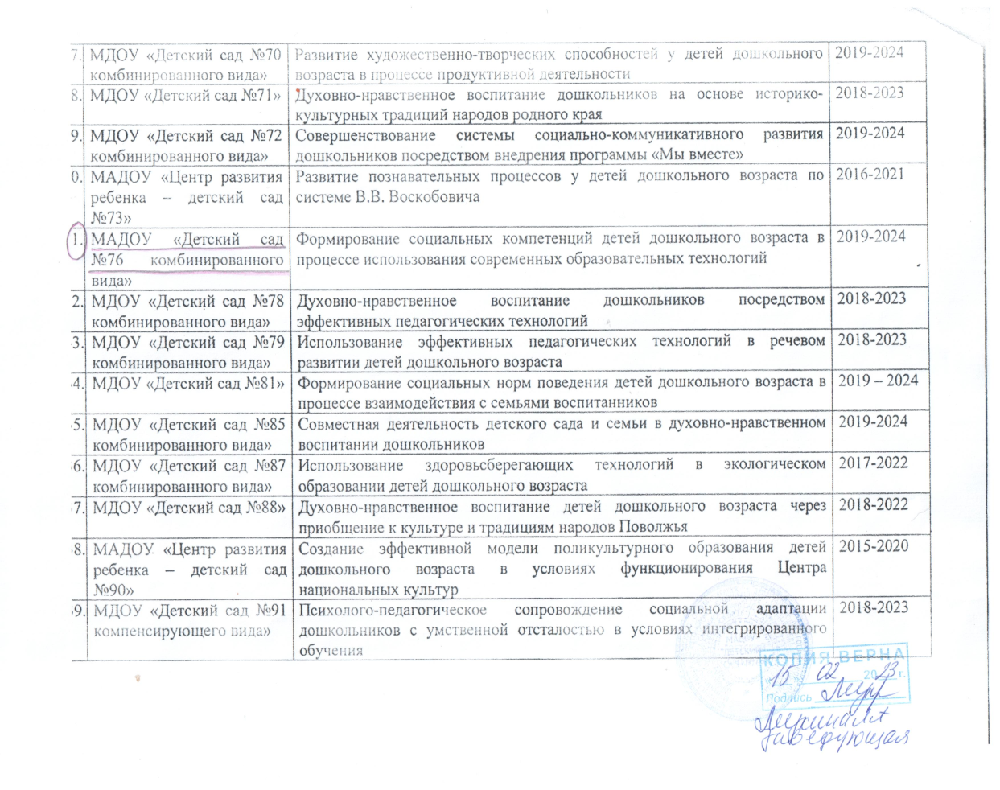 7. МДОУ «Детский сад №70 Развитие художественно-творческих способностей у детей дошкольного 2019-2024
комбинированного вида» возраста в процессе продуктивной деятельности
8. МДОУ «Детский сад №71» Духовно-нравственное воспитание дошкольников на основе историко- 2018-2023
культурных традиций народов родного края
9. МДОУ «Детский сад №72 Совершенствование системы социально-коммуникативного развития 2019-2024
комбинированного вида» дошкольников посредством внедрения программы «Мы вместе»
0. МАДОУ «Центр развития Развитие познавательных процессов у детей дошкольного возраста по 2016-2021
ребенка – детский сад системе В.В. Воскобовича
№73»
1. МАДОУ «Детский сад Формирование социальных компетенций детей дошкольного возраста в 2019-2024
№76 комбинированного процессе использования современных образовательных технологий
вида»
2. МДОУ «Детский сад №78 Духовно-нравственное воспитание дошкольников посредством 2018-2023
комбинированного вида» эффективных педагогических технологий
3. МДОУ «Детский сад №79 Использование эффективных педагогических технологий в речевом 2018-2023
комбинированного вида» развитии детей дошкольного возраста
4. МДОУ «Детский сад №81» Формирование социальных норм поведения детей дошкольного возраста в 2019 – 2024
процессе взаимодействия с семьями воспитанников
5. МДОУ «Детский сад №85 Совместная деятельность детского сада и семьи в духовно-нравственном 2019-2024
комбинированного вида» воспитании дошкольников
6. МДОУ «Детский сад №87 Использование здоровьсберегающих технологий в экологическом 2017-2022
комбинированного вида» образовании детей дошкольного возраста
7. МДОУ «Детский сад №88» Духовно-нравственное воспитание детей дошкольного возраста через 2018-2022
приобщение к культуре и традициям народов Поволжья
8. МАДОУ «Центр развития Создание эффективной модели поликультурного образования детей 2015-2020
ребенка – детский сад дошкольного возраста в условиях функционирования Центра
№90» национальных культур
9. МДОУ «Детский сад №91 Психолого-педагогическое сопровождение социальной адаптации 2018-2023
компенсирующего вида» дошкольников с умственной отсталостью в условиях интегрированного
обучения
КОПИЯ ВЕРНА
«15» 02 2023 г.
Подпись
заведующая